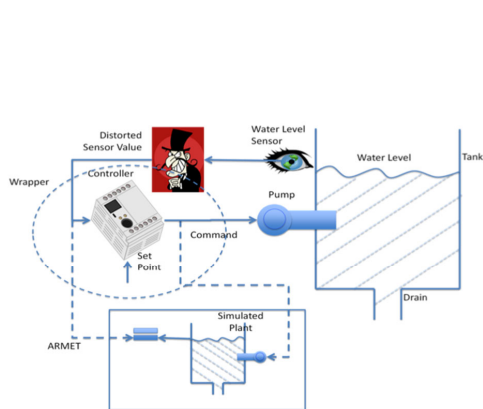 Distorted
Sensor Value
Water Level
Sensor
Water Level
Tank
Wrapper
Controller
Pump
Command
Set
Point
Drain
Simulated
Plant
ARMET